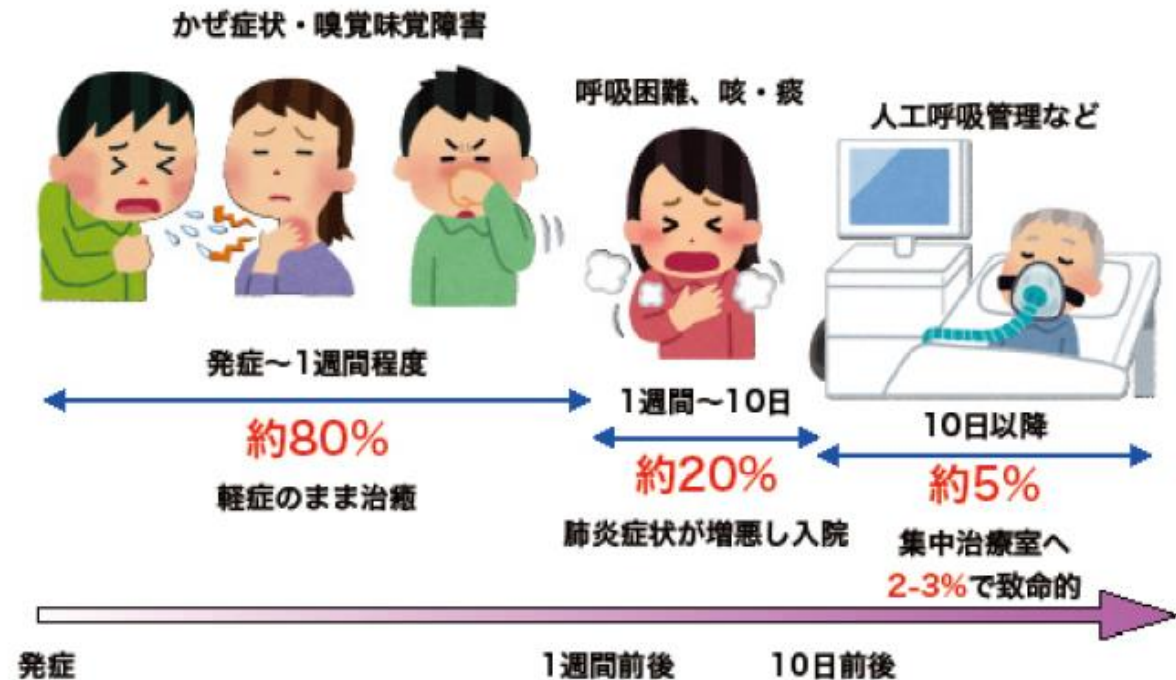 かぜ症状・嗅覚味覚障害
呼吸困難、咳・痰
人工呼吸管理など
発症〜1週間程度
約80%
軽症のまま治癒
1週間〜10日
約20%
肺炎症状が増悪し入院
10日以降
約5%
集中治療室へ
2-3%で致命的
発症
1週間前後
10日前後